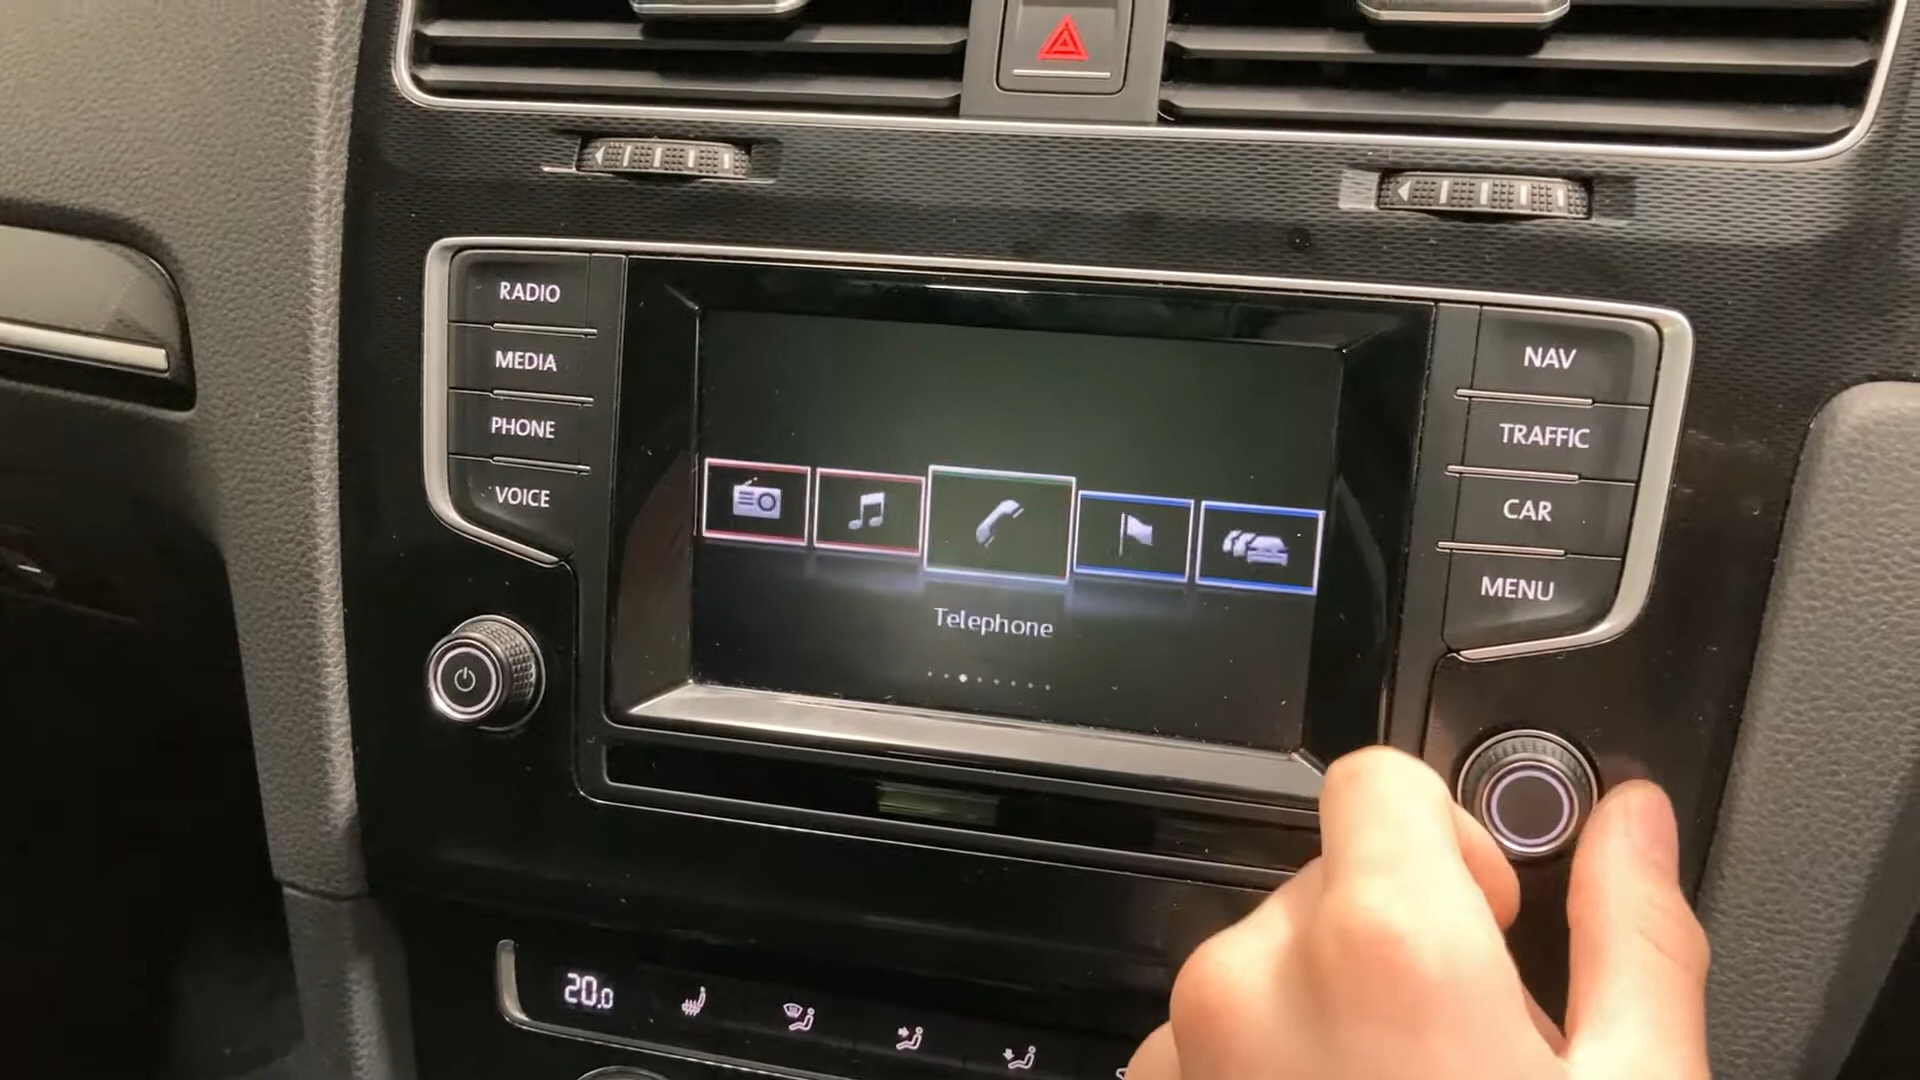 RADIO
MEDIA
PHONE
VOICE
NAV
TRAFFIC
CAR
MENU
Telephone
20.0